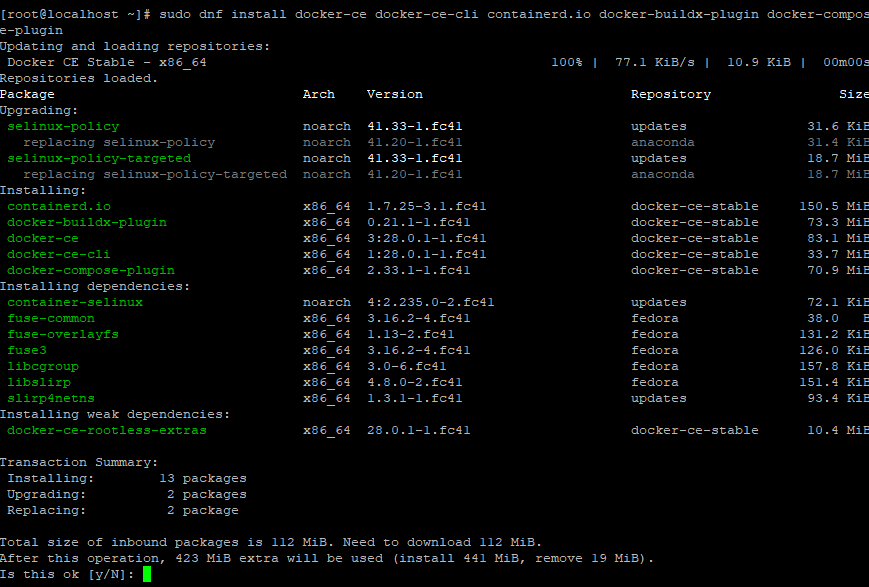 [root@localhost ~]# sudo dnf install docker-ce docker-ce-cli containerd.io docker-buildx-plugin docker-compos
e-plugin
Updating and loading repositories:
 Docker CE Stable - x86_64                                           100% |  77.1 KiB/s |  10.9 KiB |  00m00s
Repositories loaded.
Package                               Arch    Version                          Repository                Size
Upgrading:
 selinux-policy                       noarch  41.33-1.fc41                     updates               31.6 KiB
   replacing selinux-policy           noarch  41.20-1.fc41                     anaconda              31.4 KiB
 selinux-policy-targeted              noarch  41.33-1.fc41                     updates               18.7 MiB
   replacing selinux-policy-targeted  noarch  41.20-1.fc41                     anaconda              18.7 MiB
Installing:
 containerd.io                        x86_64  1.7.25-3.1.fc41                  docker-ce-stable     150.5 MiB
 docker-buildx-plugin                 x86_64  0.21.1-1.fc41                    docker-ce-stable      73.3 MiB
 docker-ce                            x86_64  3:28.0.1-1.fc41                  docker-ce-stable      83.1 MiB
 docker-ce-cli                        x86_64  1:28.0.1-1.fc41                  docker-ce-stable      33.7 MiB
 docker-compose-plugin                x86_64  2.33.1-1.fc41                    docker-ce-stable      70.9 MiB
Installing dependencies:
 container-selinux                    noarch  4:2.235.0-2.fc41                 updates               72.1 KiB
 fuse-common                          x86_64  3.16.2-4.fc41                    fedora                38.0   B
 fuse-overlayfs                       x86_64  1.13-2.fc41                      fedora               131.2 KiB
 fuse3                                x86_64  3.16.2-4.fc41                    fedora               126.0 KiB
 libcgroup                            x86_64  3.0-6.fc41                       fedora               157.8 KiB
 libslirp                             x86_64  4.8.0-2.fc41                     fedora               151.4 KiB
 slirp4netns                          x86_64  1.3.1-1.fc41                     updates               93.4 KiB
Installing weak dependencies:
 docker-ce-rootless-extras            x86_64  28.0.1-1.fc41                    docker-ce-stable      10.4 MiB
Transaction Summary:
 Installing:        13 packages
 Upgrading:          2 packages
 Replacing:          2 package
Total size of inbound packages is 112 MiB. Need to download 112 MiB.
After this operation, 423 MiB extra will be used (install 441 MiB, remove 19 MiB).
Is this ok [y/N]: